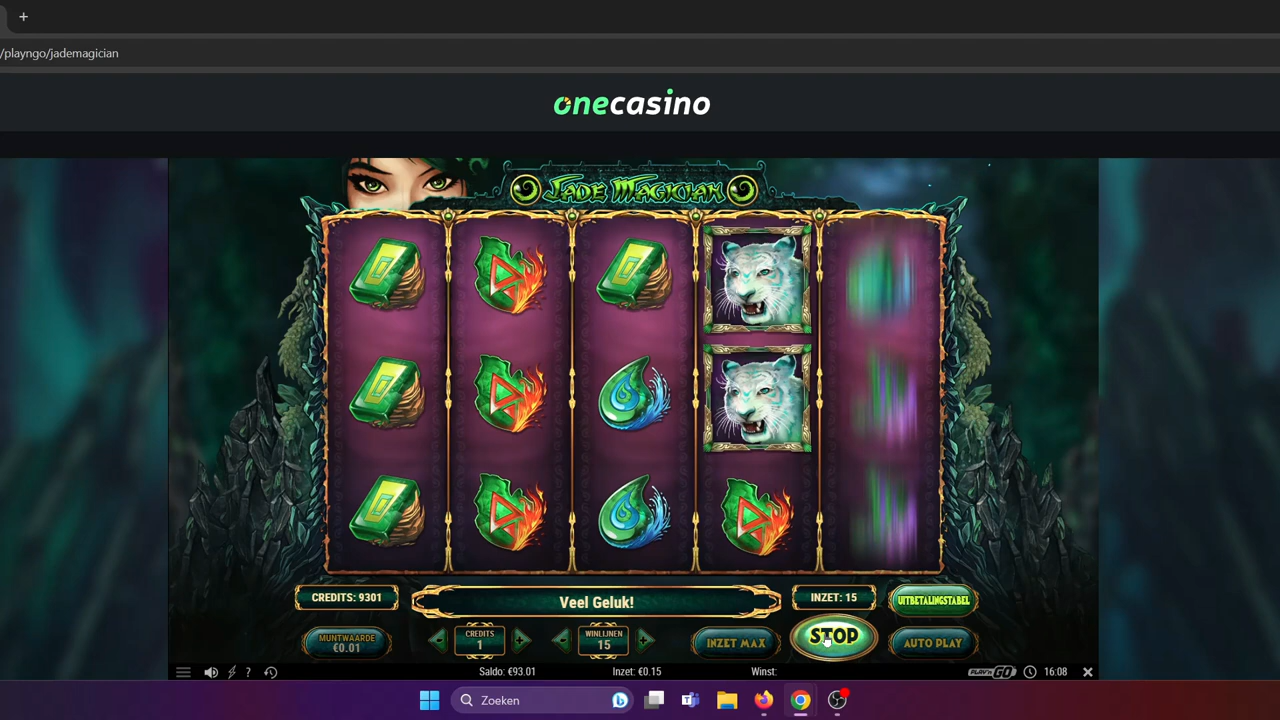 +
/playngo/jademagician
onecasino
JADE MAGICIAN
CREDITS: 9301
Veel Geluk!
INZET: 15
UITBETALINGSTABEL
MUNTWAARDE
€0.01
- CREDITS +
1
- WINLIJNEN +
15
INZET MAX
STOP
AUTO PLAY
?
Saldo: €93.01
Inzet: €0.15
Winst:
PLAY'N GO
16:08
Zoeken